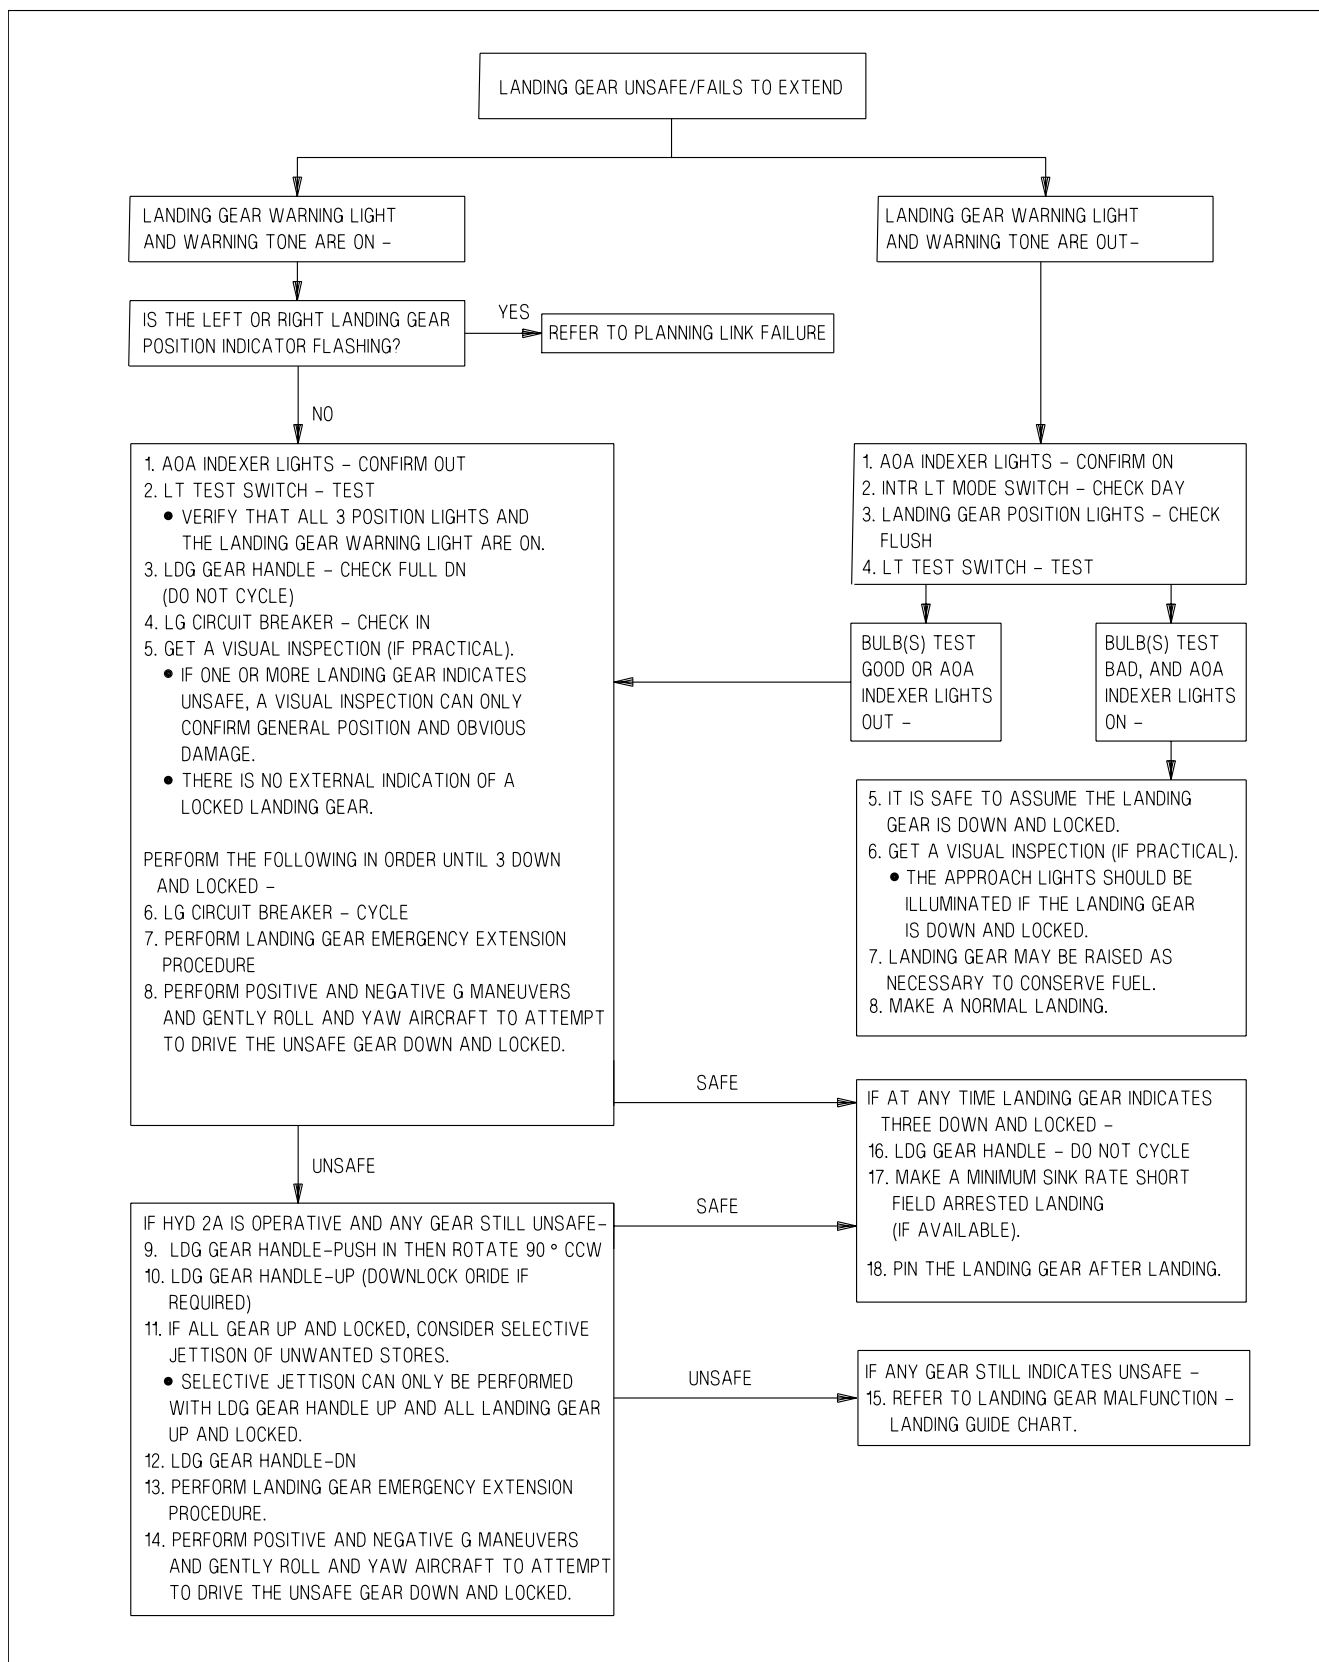 LANDING GEAR UNSAFE/FAILS TO EXTEND
LANDING GEAR WARNING LIGHT
AND WARNING TONE ARE ON –
LANDING GEAR WARNING LIGHT
AND WARNING TONE ARE OUT–
IS THE LEFT OR RIGHT LANDING GEAR
POSITION INDICATOR FLASHING?
YES
REFER TO PLANNING LINK FAILURE
NO
1. AOA INDEXER LIGHTS – CONFIRM OUT
2. LT TEST SWITCH – TEST
● VERIFY THAT ALL 3 POSITION LIGHTS AND
THE LANDING GEAR WARNING LIGHT ARE ON.
3. LDG GEAR HANDLE – CHECK FULL DN
(DO NOT CYCLE)
4. LG CIRCUIT BREAKER – CHECK IN
5. GET A VISUAL INSPECTION (IF PRACTICAL).
● IF ONE OR MORE LANDING GEAR INDICATES
UNSAFE, A VISUAL INSPECTION CAN ONLY
CONFIRM GENERAL POSITION AND OBVIOUS
DAMAGE.
● THERE IS NO EXTERNAL INDICATION OF A
LOCKED LANDING GEAR.
PERFORM THE FOLLOWING IN ORDER UNTIL 3 DOWN
AND LOCKED –
6. LG CIRCUIT BREAKER – CYCLE
7. PERFORM LANDING GEAR EMERGENCY EXTENSION
PROCEDURE
8. PERFORM POSITIVE AND NEGATIVE G MANEUVERS
AND GENTLY ROLL AND YAW AIRCRAFT TO ATTEMPT
TO DRIVE THE UNSAFE GEAR DOWN AND LOCKED.
1. AOA INDEXER LIGHTS – CONFIRM ON
2. INTR LT MODE SWITCH – CHECK DAY
3. LANDING GEAR POSITION LIGHTS – CHECK
FLUSH
4. LT TEST SWITCH – TEST
BULB(S) TEST
GOOD OR AOA
INDEXER LIGHTS
OUT –
BULB(S) TEST
BAD, AND AOA
INDEXER LIGHTS
ON –
5. IT IS SAFE TO ASSUME THE LANDING
GEAR IS DOWN AND LOCKED.
6. GET A VISUAL INSPECTION (IF PRACTICAL).
● THE APPROACH LIGHTS SHOULD BE
ILLUMINATED IF THE LANDING GEAR
IS DOWN AND LOCKED.
7. LANDING GEAR MAY BE RAISED AS
NECESSARY TO CONSERVE FUEL.
8. MAKE A NORMAL LANDING.
SAFE
IF AT ANY TIME LANDING GEAR INDICATES
THREE DOWN AND LOCKED –
16. LDG GEAR HANDLE – DO NOT CYCLE
17. MAKE A MINIMUM SINK RATE SHORT
FIELD ARRESTED LANDING
(IF AVAILABLE).
18. PIN THE LANDING GEAR AFTER LANDING.
UNSAFE
IF HYD 2A IS OPERATIVE AND ANY GEAR STILL UNSAFE–
9. LDG GEAR HANDLE–PUSH IN THEN ROTATE 90° CCW
10. LDG GEAR HANDLE–UP (DOWNLOCK ORIDE IF
REQUIRED)
11. IF ALL GEAR UP AND LOCKED, CONSIDER SELECTIVE
JETTISON OF UNWANTED STORES.
● SELECTIVE JETTISON CAN ONLY BE PERFORMED
WITH LDG GEAR HANDLE UP AND ALL LANDING GEAR
UP AND LOCKED.
12. LDG GEAR HANDLE–DN
13. PERFORM LANDING GEAR EMERGENCY EXTENSION
PROCEDURE.
14. PERFORM POSITIVE AND NEGATIVE G MANEUVERS
AND GENTLY ROLL AND YAW AIRCRAFT TO ATTEMPT
TO DRIVE THE UNSAFE GEAR DOWN AND LOCKED.
SAFE
UNSAFE
IF ANY GEAR STILL INDICATES UNSAFE –
15. REFER TO LANDING GEAR MALFUNCTION –
LANDING GUIDE CHART.